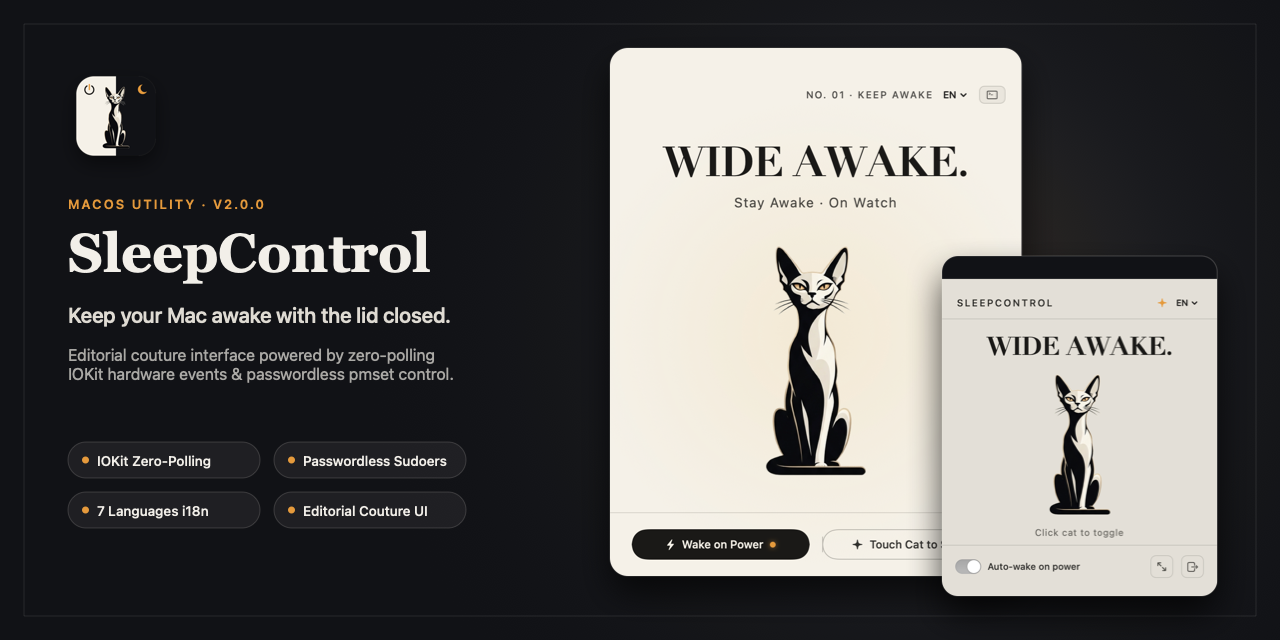 MACOS UTILITY · V2.0.0
SleepControl
Keep your Mac awake with the lid closed.
Editorial couture interface powered by zero-polling
IOKit hardware events & passwordless pmset control.
IOKit Zero-Polling
Passwordless Sudoers
7 Languages i18n
Editorial Couture UI
NO. 01 · KEEP AWAKE EN
WIDE AWAKE.
Stay Awake · On Watch
Wake on Power
Touch Cat to
SLEEPCONTROL
EN
WIDE AWAKE.
Click cat to toggle
Auto-wake on power